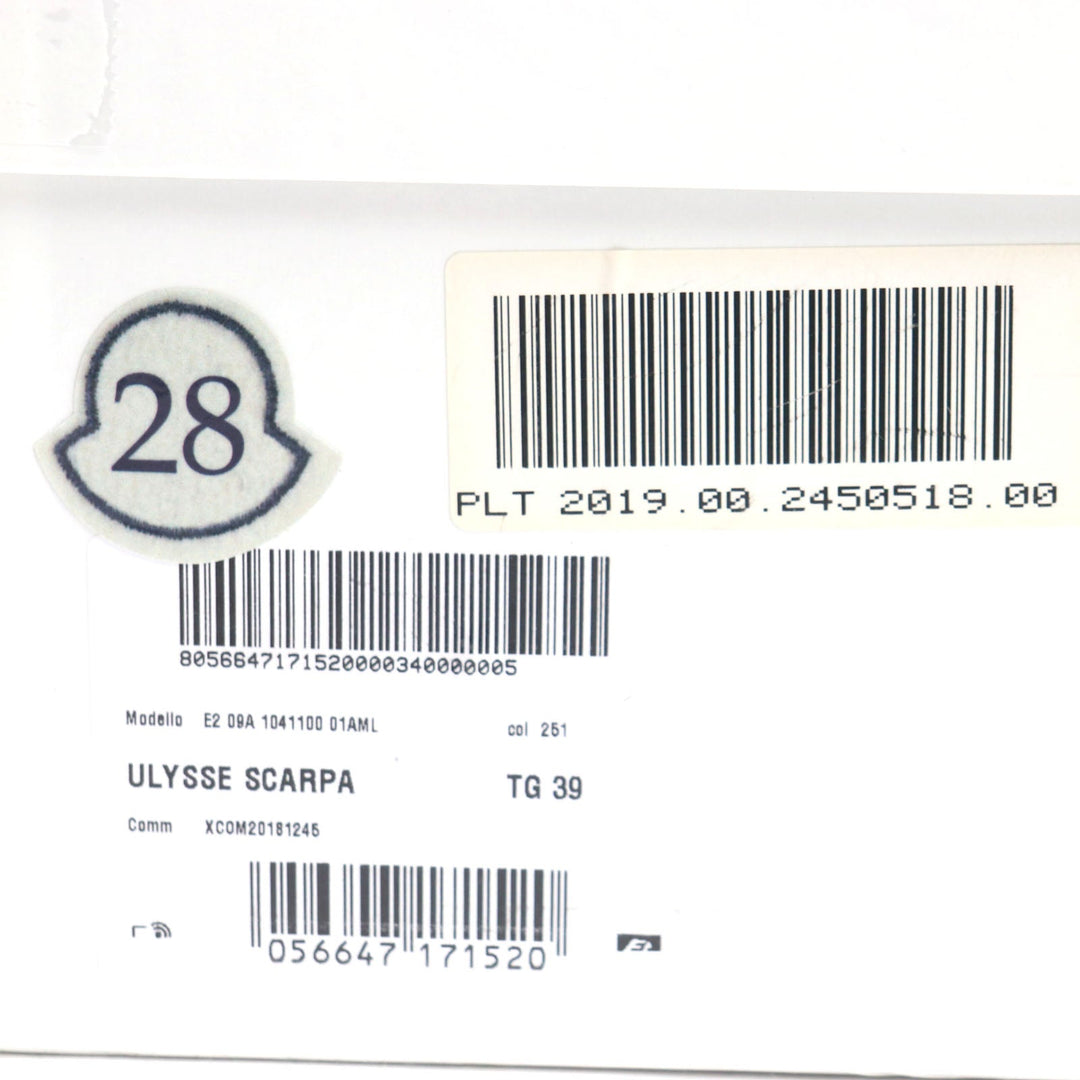 28
PLT 2019.00.2450518.00
8056647171520000340000005
Modello E2 09A 1041100 01AML
col 251
ULYSSE SCARPA
TG 39
Comm XCOM20181245
056647 171520